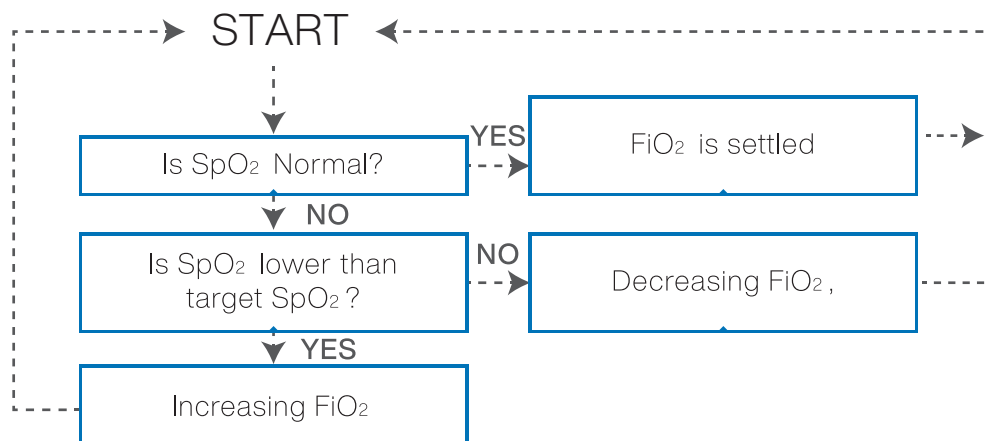 START
Is SpO2 Normal?
YES
FiO2 is settled
NO
Is SpO2 lower than
target SpO2?
NO
Decreasing FiO2,
YES
Increasing FiO2